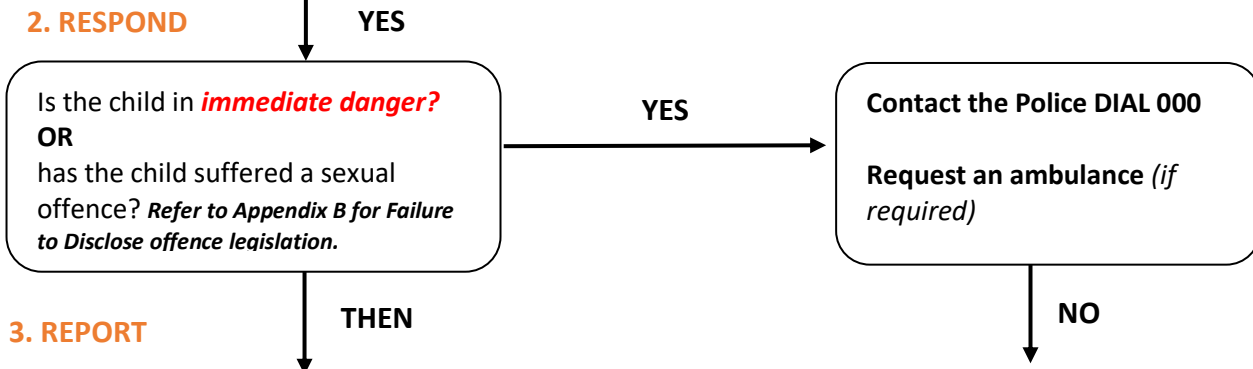 2. RESPOND
YES
Is the child in immediate danger?
OR
has the child suffered a sexual
offence? Refer to Appendix B for Failure
to Disclose offence legislation.
YES
Contact the Police DIAL 000
Request an ambulance (if
required)
3. REPORT
THEN
NO